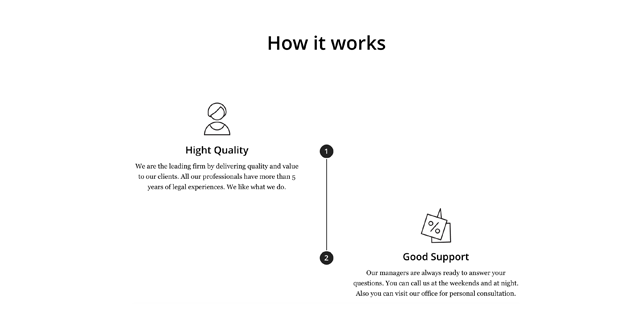 How it works
Hight Quality
1
We are the leading firm by delivering quality and value
to our clients. All our professionals have more than 5
years of legal experiences. We like what we do.
%
2
Good Support
Our managers are always ready to answer your
questions. You can call us at the weekends and at night.
Also you can visit our office for personal consultation.